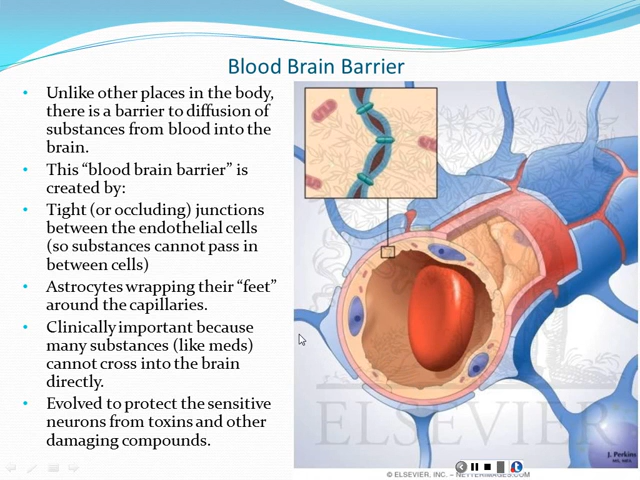 Blood Brain Barrier
• Unlike other places in the body,
there is a barrier to diffusion of
substances from blood into the
brain.
• This “blood brain barrier” is
created by:
• Tight (or occluding) junctions
between the endothelial cells
(so substances cannot pass in
between cells)
• Astrocytes wrapping their “feet”
around the capillaries.
• Clinically important because
many substances (like meds)
cannot cross into the brain
directly.
• Evolved to protect the sensitive
neurons from toxins and other
damaging compounds.
ELSEVIER
J. Perkins
MS, MFA
© ELSEVIER, INC. – NETTERIMAGES.COM